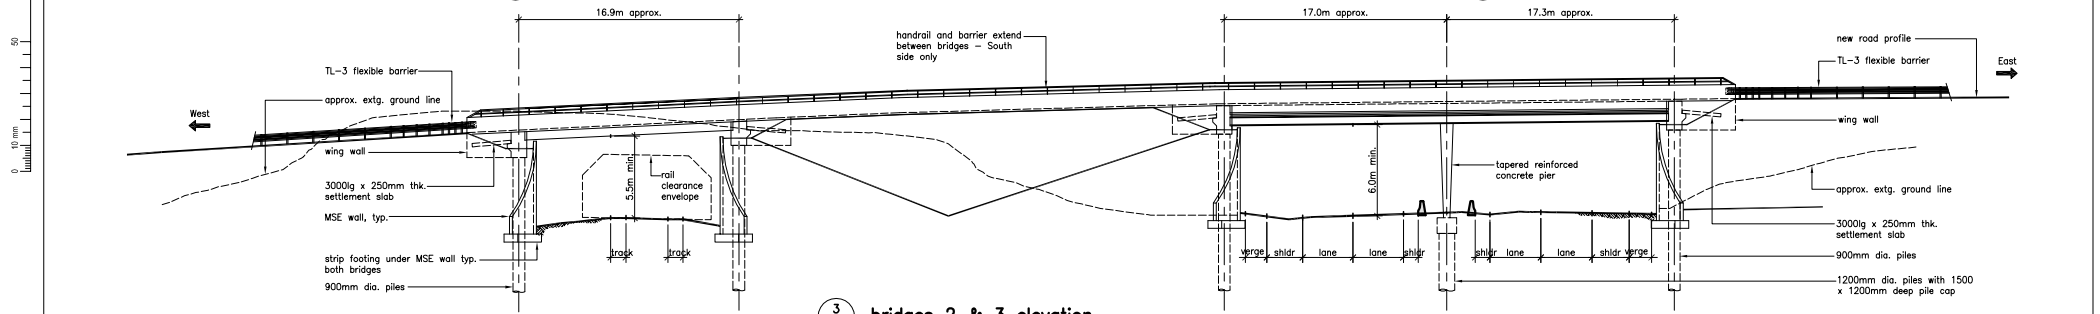 16.9m approx.
17.0m approx.
17.3m approx.
handrail and barrier extend
between bridges – South
side only
new road profile
TL-3 flexible barrier
East
TL-3 flexible barrier
approx. extg. ground line
West
wing wall
3000lg x 250mm thk.
settlement slab
MSE wall, typ.
strip footing under MSE wall typ.
both bridges
900mm dia. piles
5.5m min.
rail
clearance
envelope
track
track
6.0m min.
tapered reinforced
concrete pier
verge
shldr
lane
lane
shldr
shldr
lane
lane
shldr
verge
wing wall
approx. extg. ground line
3000lg x 250mm thk.
settlement slab
900mm dia. piles
1200mm dia. piles with 1500
x 1200mm deep pile cap
50
10
mm
0
3
bridges 2 & 3 elevation